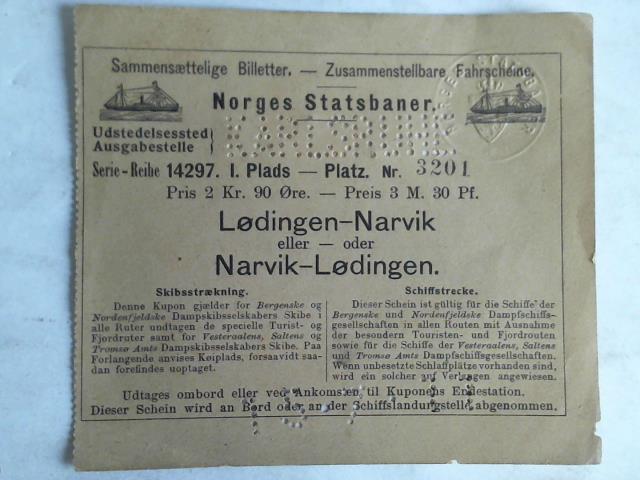 Sammensættelige Billetter. — Zusammenstellbare Fahrscheine.
Norges Statsbaner.
Udstedelsessted
Ausgabestelle
KARLSRUHE
Serie-Reihe 14297. I. Plads — Platz. Nr. 3201
Pris 2 Kr. 90 Øre. — Preis 3 M. 30 Pf.
Lødingen–Narvik
eller — oder
Narvik–Lødingen.
Skibsstrækning.
Denne Kupon gjælder for Bergenske og
Nordenfjeldske Dampskibsselskabers Skibe i
alle Ruter undtagen de specielle Turist- og
Fjordruter samt for Vesteraalens, Saltens og
Tromsø Amts Dampskibsselskabers Skibe. Paa
Forlangende anvises Køiplads, forsaavidt saa-
dan forefindes uoptaget.
Schiffstrecke.
Dieser Schein ist gültig für die Schiffe der
Bergenske und Nordenfjeldske Dampfschiffs-
gesellschaften in allen Routen mit Ausnahme
der besondern Touristen- und Fjordrouten
sowie für die Schiffe der Vesteraalens, Saltens
und Tromsø Amts Dampfschiffsgesellschaften.
Wenn unbesetzte Schlafplätze vorhanden sind,
wird ein solcher auf Verlangen angewiesen.
Udtages ombord eller ved Ankomsten til Kuponens Endestation.
Dieser Schein wird an Bord oder an der Schiffslandungstelle abgenommen.